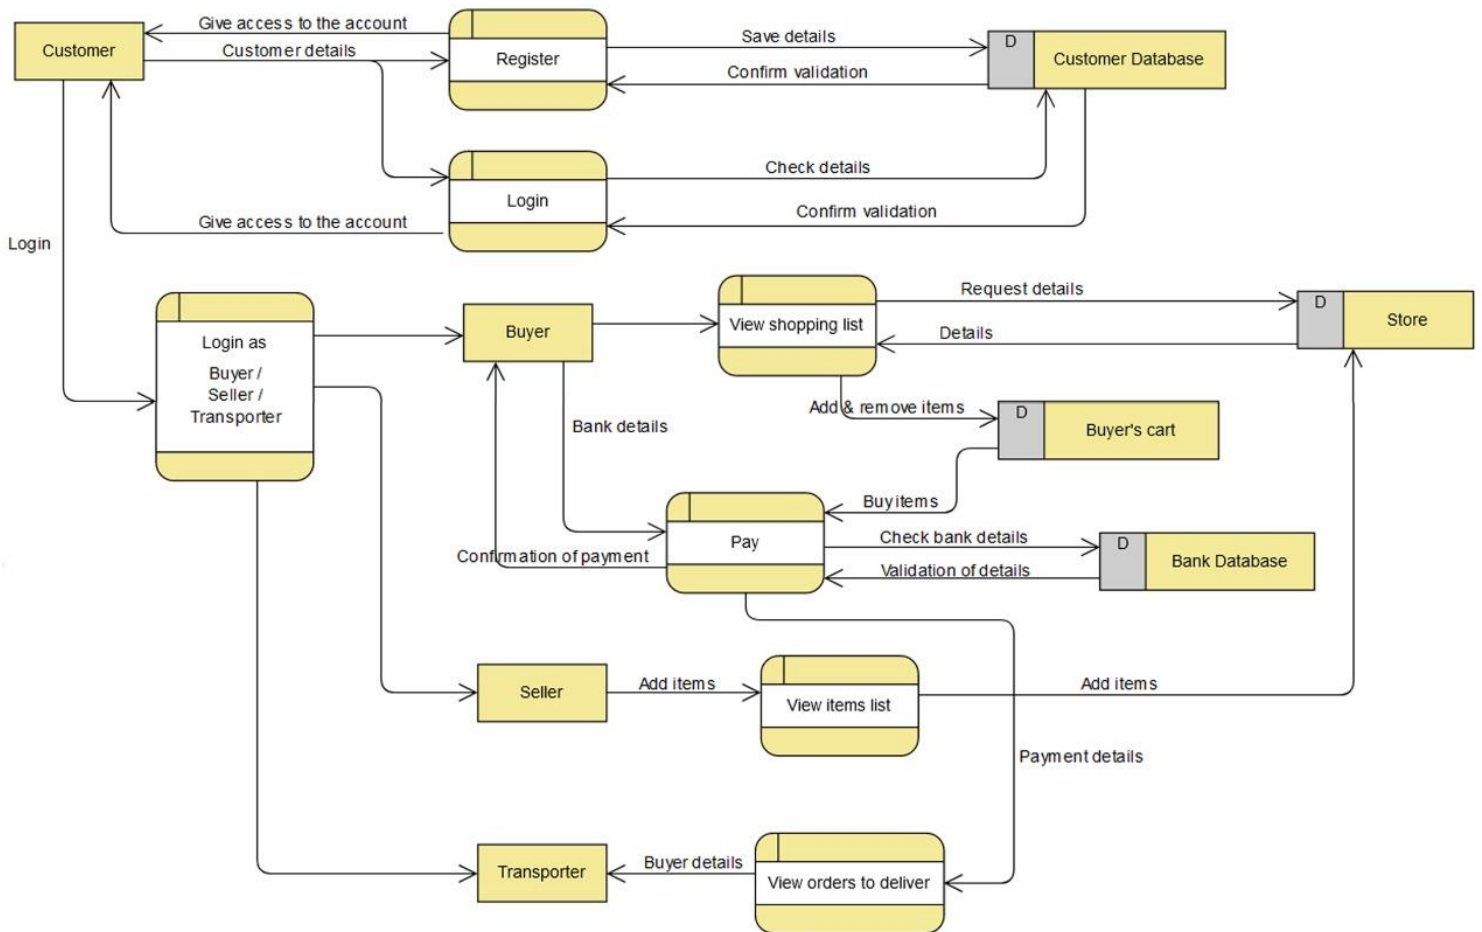 Give access to the account
Customer
Customer details
Register
Save details
Confirm validation
D
Customer Database
Login
Check details
Confirm validation
Give access to the account
Login
Login as
Buyer /
Seller /
Transporter
Buyer
View shopping list
Request details
Details
D
Store
Add & remove items
D
Buyer's cart
Bank details
Buy items
Pay
Confirmation of payment
Check bank details
Validation of details
D
Bank Database
Seller
Add items
View items list
Add items
Payment details
Transporter
Buyer details
View orders to deliver